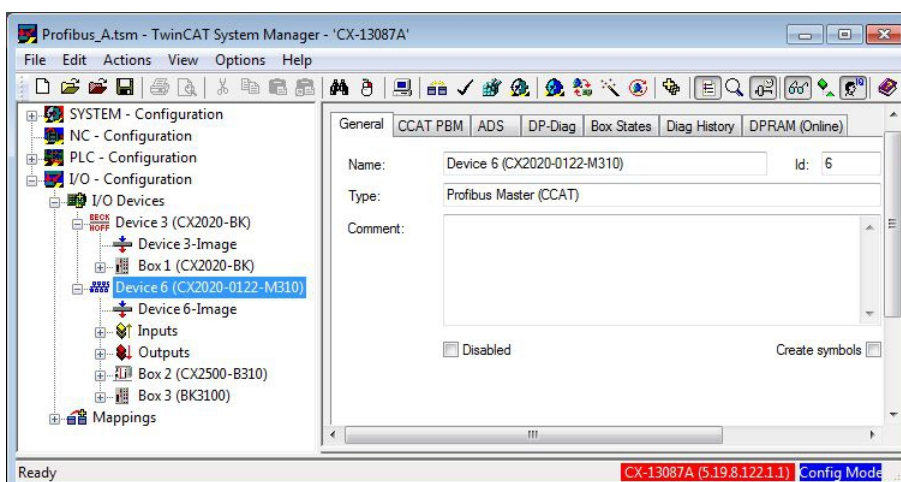 Profibus_A.tsm - TwinCAT System Manager - 'CX-13087A'
File Edit Actions View Options Help
SYSTEM - Configuration
NC - Configuration
PLC - Configuration
I/O - Configuration
I/O Devices
BECK
HOFF
Device 3 (CX2020-BK)
Device 3-Image
Box 1 (CX2020-BK)
Device 6 (CX2020-0122-M310)
Device 6-Image
Inputs
Outputs
Box 2 (CX2500-B310)
Box 3 (BK3100)
Mappings
General CCAT PBM ADS DP-Diag Box States Diag History DPRAM (Online)
Name: Device 6 (CX2020-0122-M310) Id: 6
Type: Profibus Master (CCAT)
Comment:
Disabled Create symbols
Ready CX-13087A (5.19.8.122.1.1) Config Mode